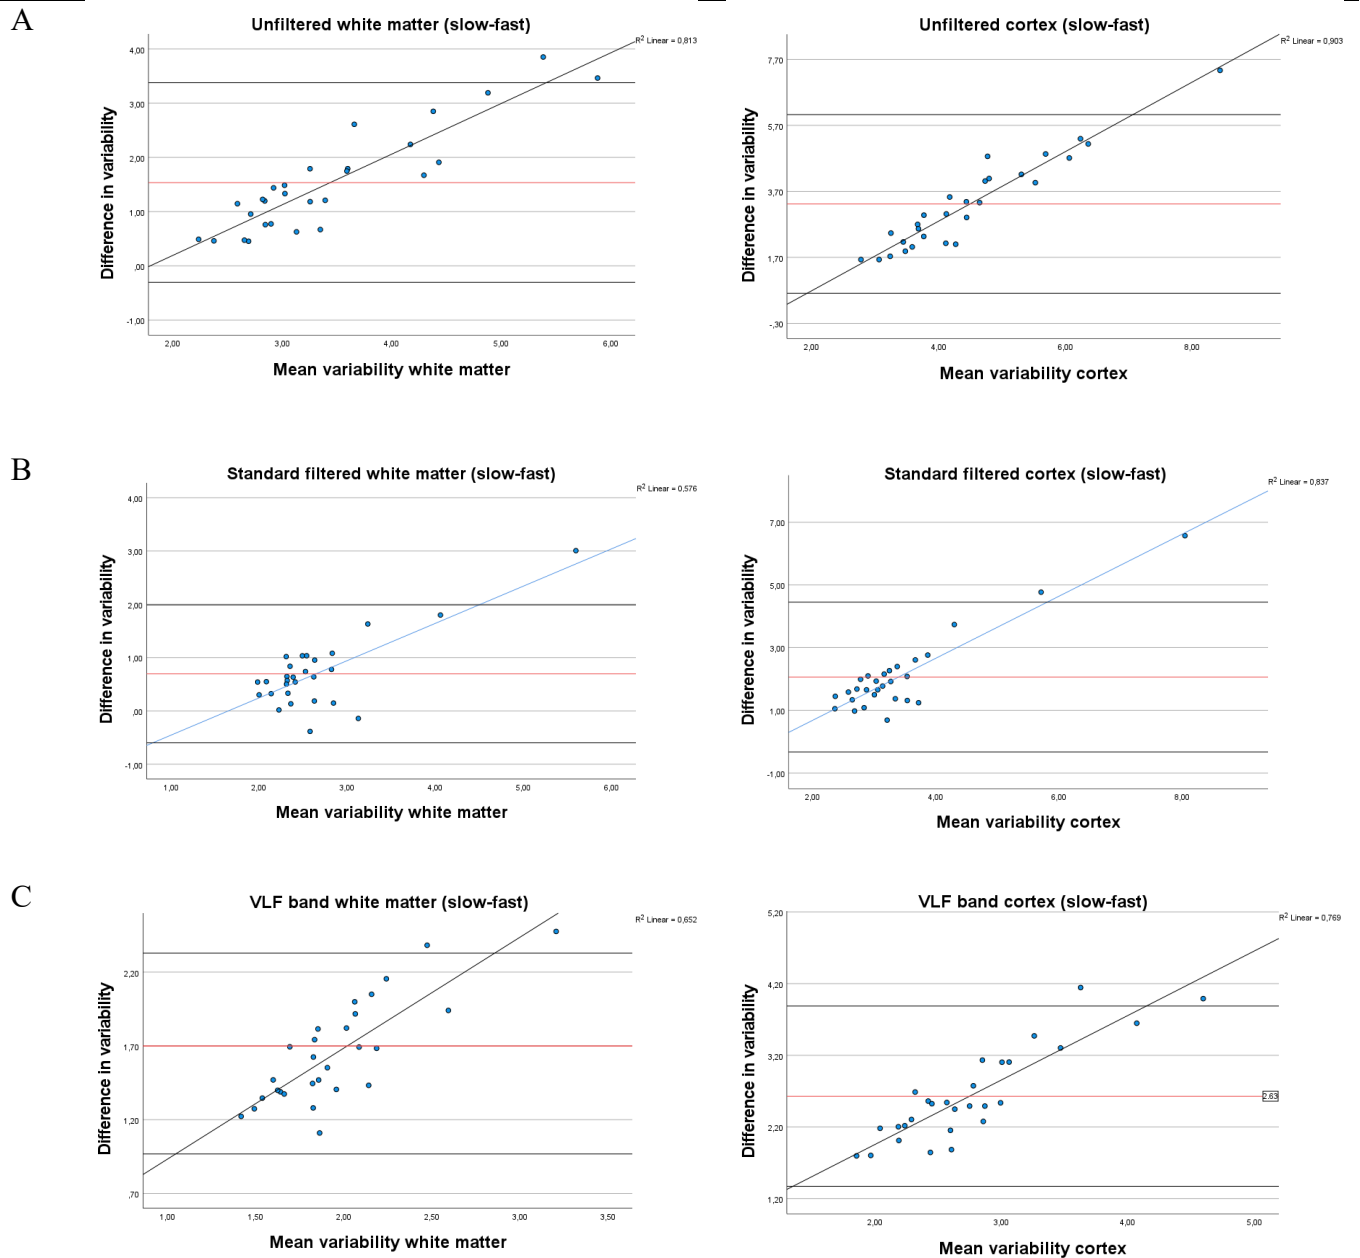 A
Unfiltered white matter (slow-fast)
R2 Linear = 0,813
4,00
3,00
2,00
1,00
,00
-1,00
Difference in variability
2,00 3,00 4,00 5,00 6,00
Mean variability white matter
Unfiltered cortex (slow-fast)
R2 Linear = 0,903
7,70
5,70
3,70
1,70
-,30
Difference in variability
2,00 4,00 6,00 8,00
Mean variability cortex
B
Standard filtered white matter (slow-fast)
R2 Linear = 0,576
4,00
3,00
2,00
1,00
,00
-1,00
Difference in variability
1,00 2,00 3,00 4,00 5,00 6,00
Mean variability white matter
Standard filtered cortex (slow-fast)
R2 Linear = 0,837
7,00
5,00
3,00
1,00
-1,00
Difference in variability
2,00 4,00 6,00 8,00
Mean variability cortex
C
VLF band white matter (slow-fast)
R2 Linear = 0,652
2,20
1,70
1,20
,70
Difference in variability
1,00 1,50 2,00 2,50 3,00 3,50
Mean variability white matter
VLF band cortex (slow-fast)
R2 Linear = 0,769
5,20
4,20
3,20
2,20
1,20
2,63
Difference in variability
2,00 3,00 4,00 5,00
Mean variability cortex